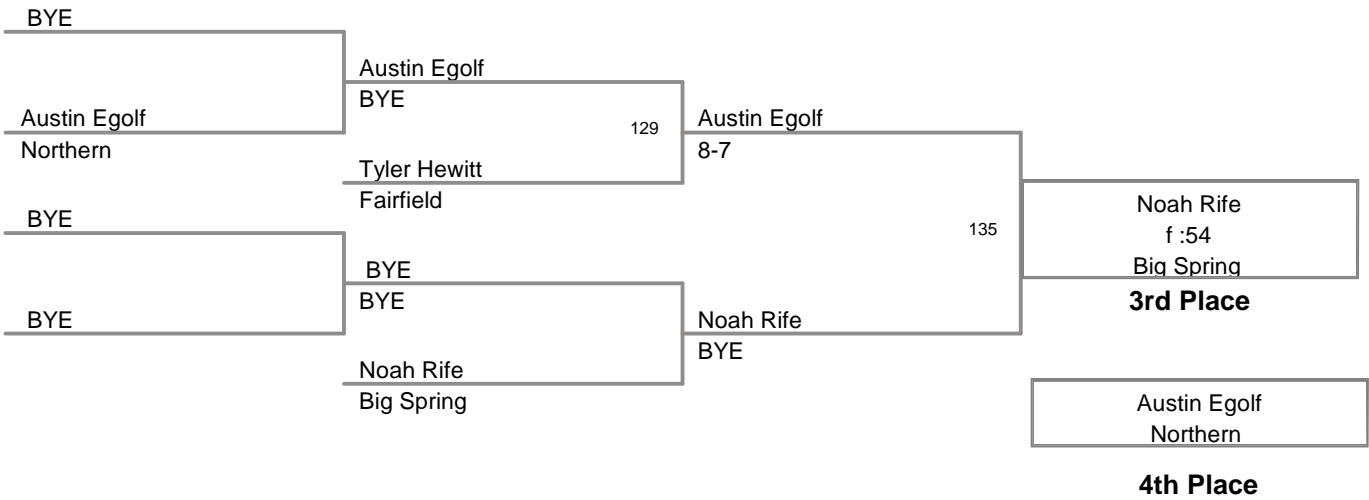 BYE
Austin Egolf
BYE
Austin Egolf
Northern
129
Austin Egolf
8-7
Tyler Hewitt
Fairfield
BYE
135
Noah Rife
f :54
Big Spring
3rd Place
BYE
BYE
BYE
Noah Rife
BYE
Noah Rife
Big Spring
Austin Egolf
Northern
4th Place